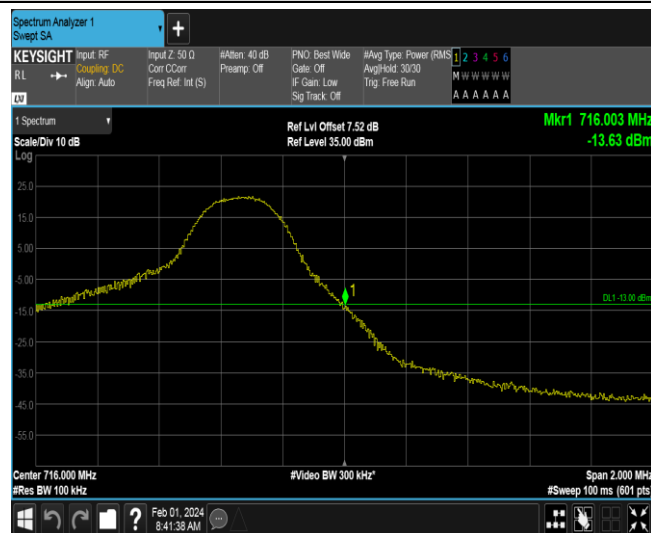 Spectrum Analyzer 1
Swept SA
+
KEYSIGHT
RL
LXI
Input: RF
Coupling: DC
Align: Auto
Input Z: 50 Ω
Corr CCorr
Freq Ref: Int (S)
#Atten: 40 dB
Preamp: Off
PNO: Best Wide
Gate: Off
IF Gain: Low
Sig Track: Off
#Avg Type: Power (RMS
Avg|Hold: 30/30
Trig: Free Run
1 2 3 4 5 6
M W W W W W
A A A A A A
1 Spectrum
Scale/Div 10 dB
Log
Ref Lvl Offset 7.52 dB
Ref Level 35.00 dBm
Mkr1 716.003 MHz
-13.63 dBm
25.0
15.0
5.00
-5.00
-15.0
-25.0
-35.0
-45.0
-55.0
1
DL1 -13.00 dBm
Center 716.000 MHz
#Res BW 100 kHz
#Video BW 300 kHz*
Span 2.000 MHz
#Sweep 100 ms (601 pts)
?
Feb 01, 2024
8:41:38 AM